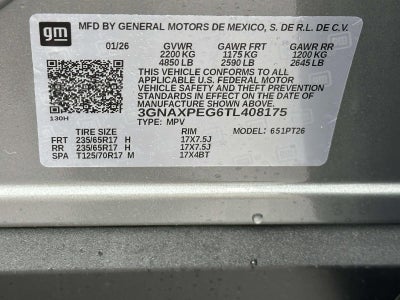 gm
MFD BY GENERAL MOTORS DE MEXICO, S. DE R.L. DE C.V.
01/26 GVWR GAWR FRT GAWR RR
2200 KG 1175 KG 1200 KG
4850 LB 2590 LB 2645 LB
THIS VEHICLE CONFORMS TO ALL
APPLICABLE U.S. FEDERAL MOTOR
VEHICLE SAFETY AND THEFT PREVENTION
STANDARDS IN EFFECT ON THE DATE OF
MANUFACTURE SHOWN ABOVE.
3GNAXPEG6TL408175
130H TYPE: MPV
TIRE SIZE RIM MODEL: 651PT26
FRT 235/65R17 H 17X7.5J
RR 235/65R17 H 17X7.5J
SPA T125/70R17 M 17X4BT